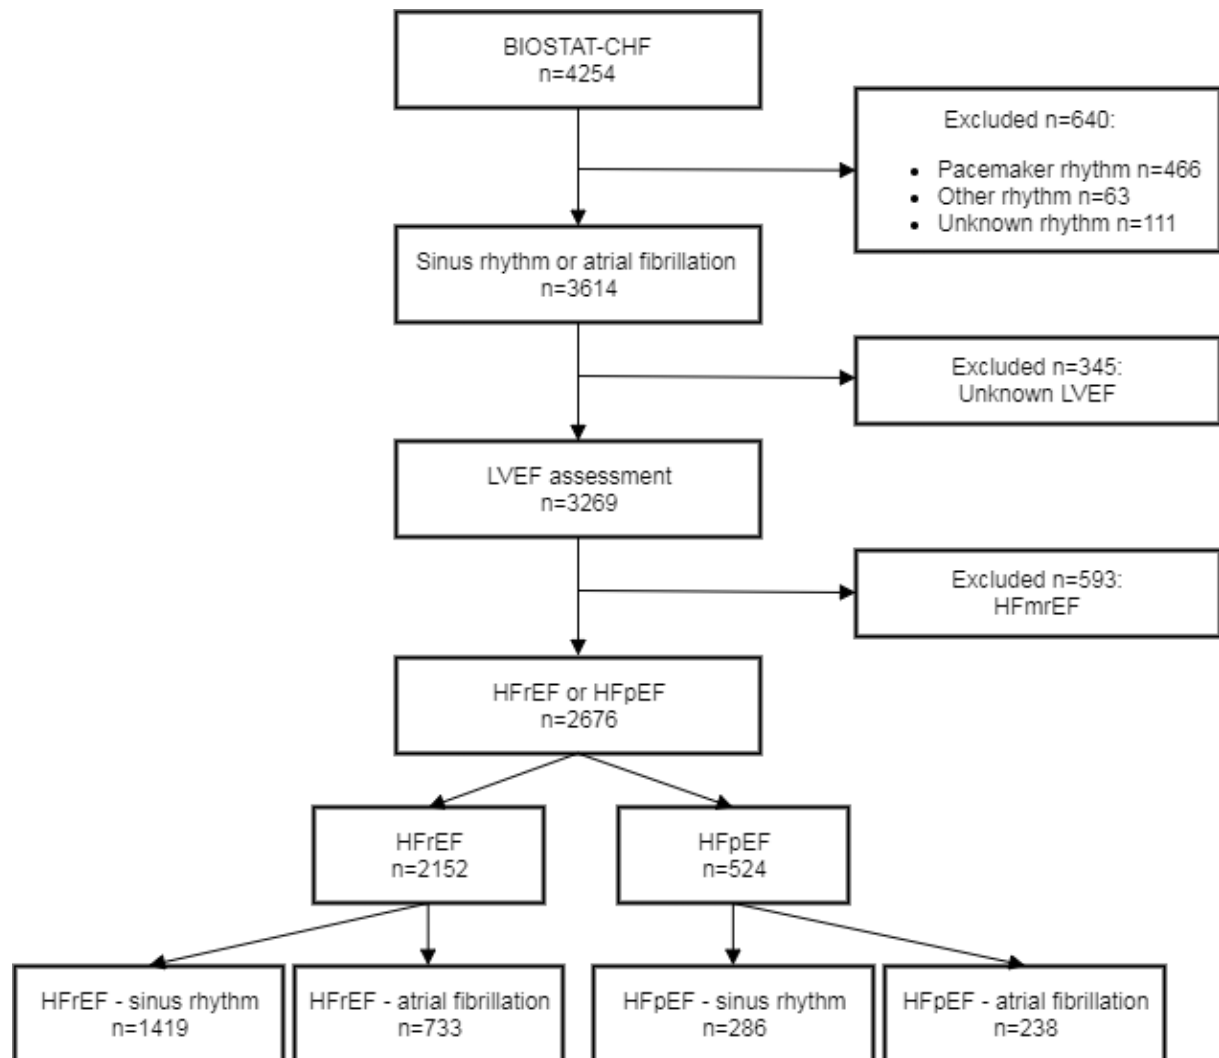 BIOSTAT-CHF
n=4254
Excluded n=640:
• Pacemaker rhythm n=466
• Other rhythm n=63
• Unknown rhythm n=111
Sinus rhythm or atrial fibrillation
n=3614
Excluded n=345:
Unknown LVEF
LVEF assessment
n=3269
Excluded n=593:
HFmrEF
HFrEF or HFpEF
n=2676
HFrEF
n=2152
HFpEF
n=524
HFrEF - sinus rhythm
n=1419
HFrEF - atrial fibrillation
n=733
HFpEF - sinus rhythm
n=286
HFpEF - atrial fibrillation
n=238